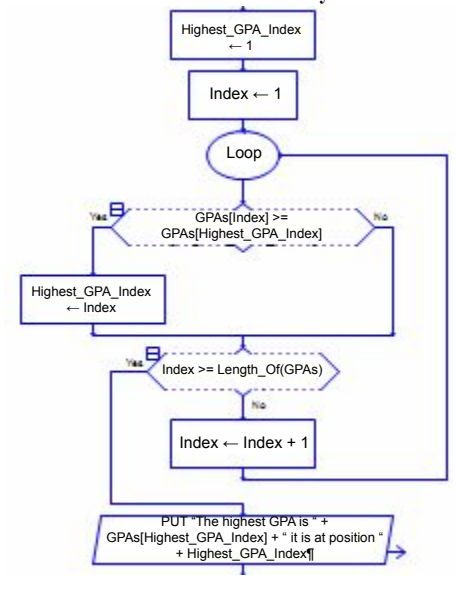 Highest_GPA_Index
← 1
Index ← 1
Loop
GPAs[Index] >=
GPAs[Highest_GPA_Index]
Yes
No
Highest_GPA_Index
← Index
Index >= Length_Of(GPAs)
Yes
No
Index ← Index + 1
PUT "The highest GPA is " +
GPAs[Highest_GPA_Index] + " it is at position "
+ Highest_GPA_Index¶